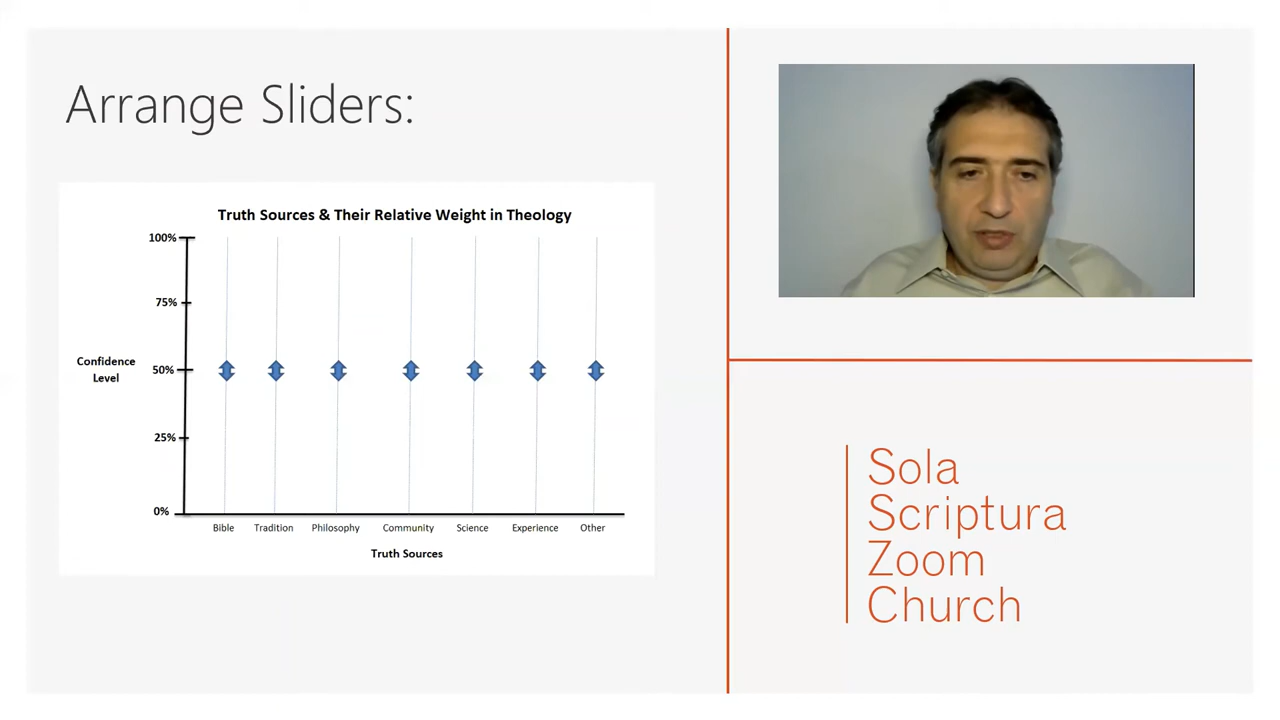 Arrange Sliders:
Truth Sources & Their Relative Weight in Theology
100%
75%
Confidence
Level
50%
25%
0%
Bible Tradition Philosophy Community Science Experience Other
Truth Sources
Sola
Scriptura
Zoom
Church